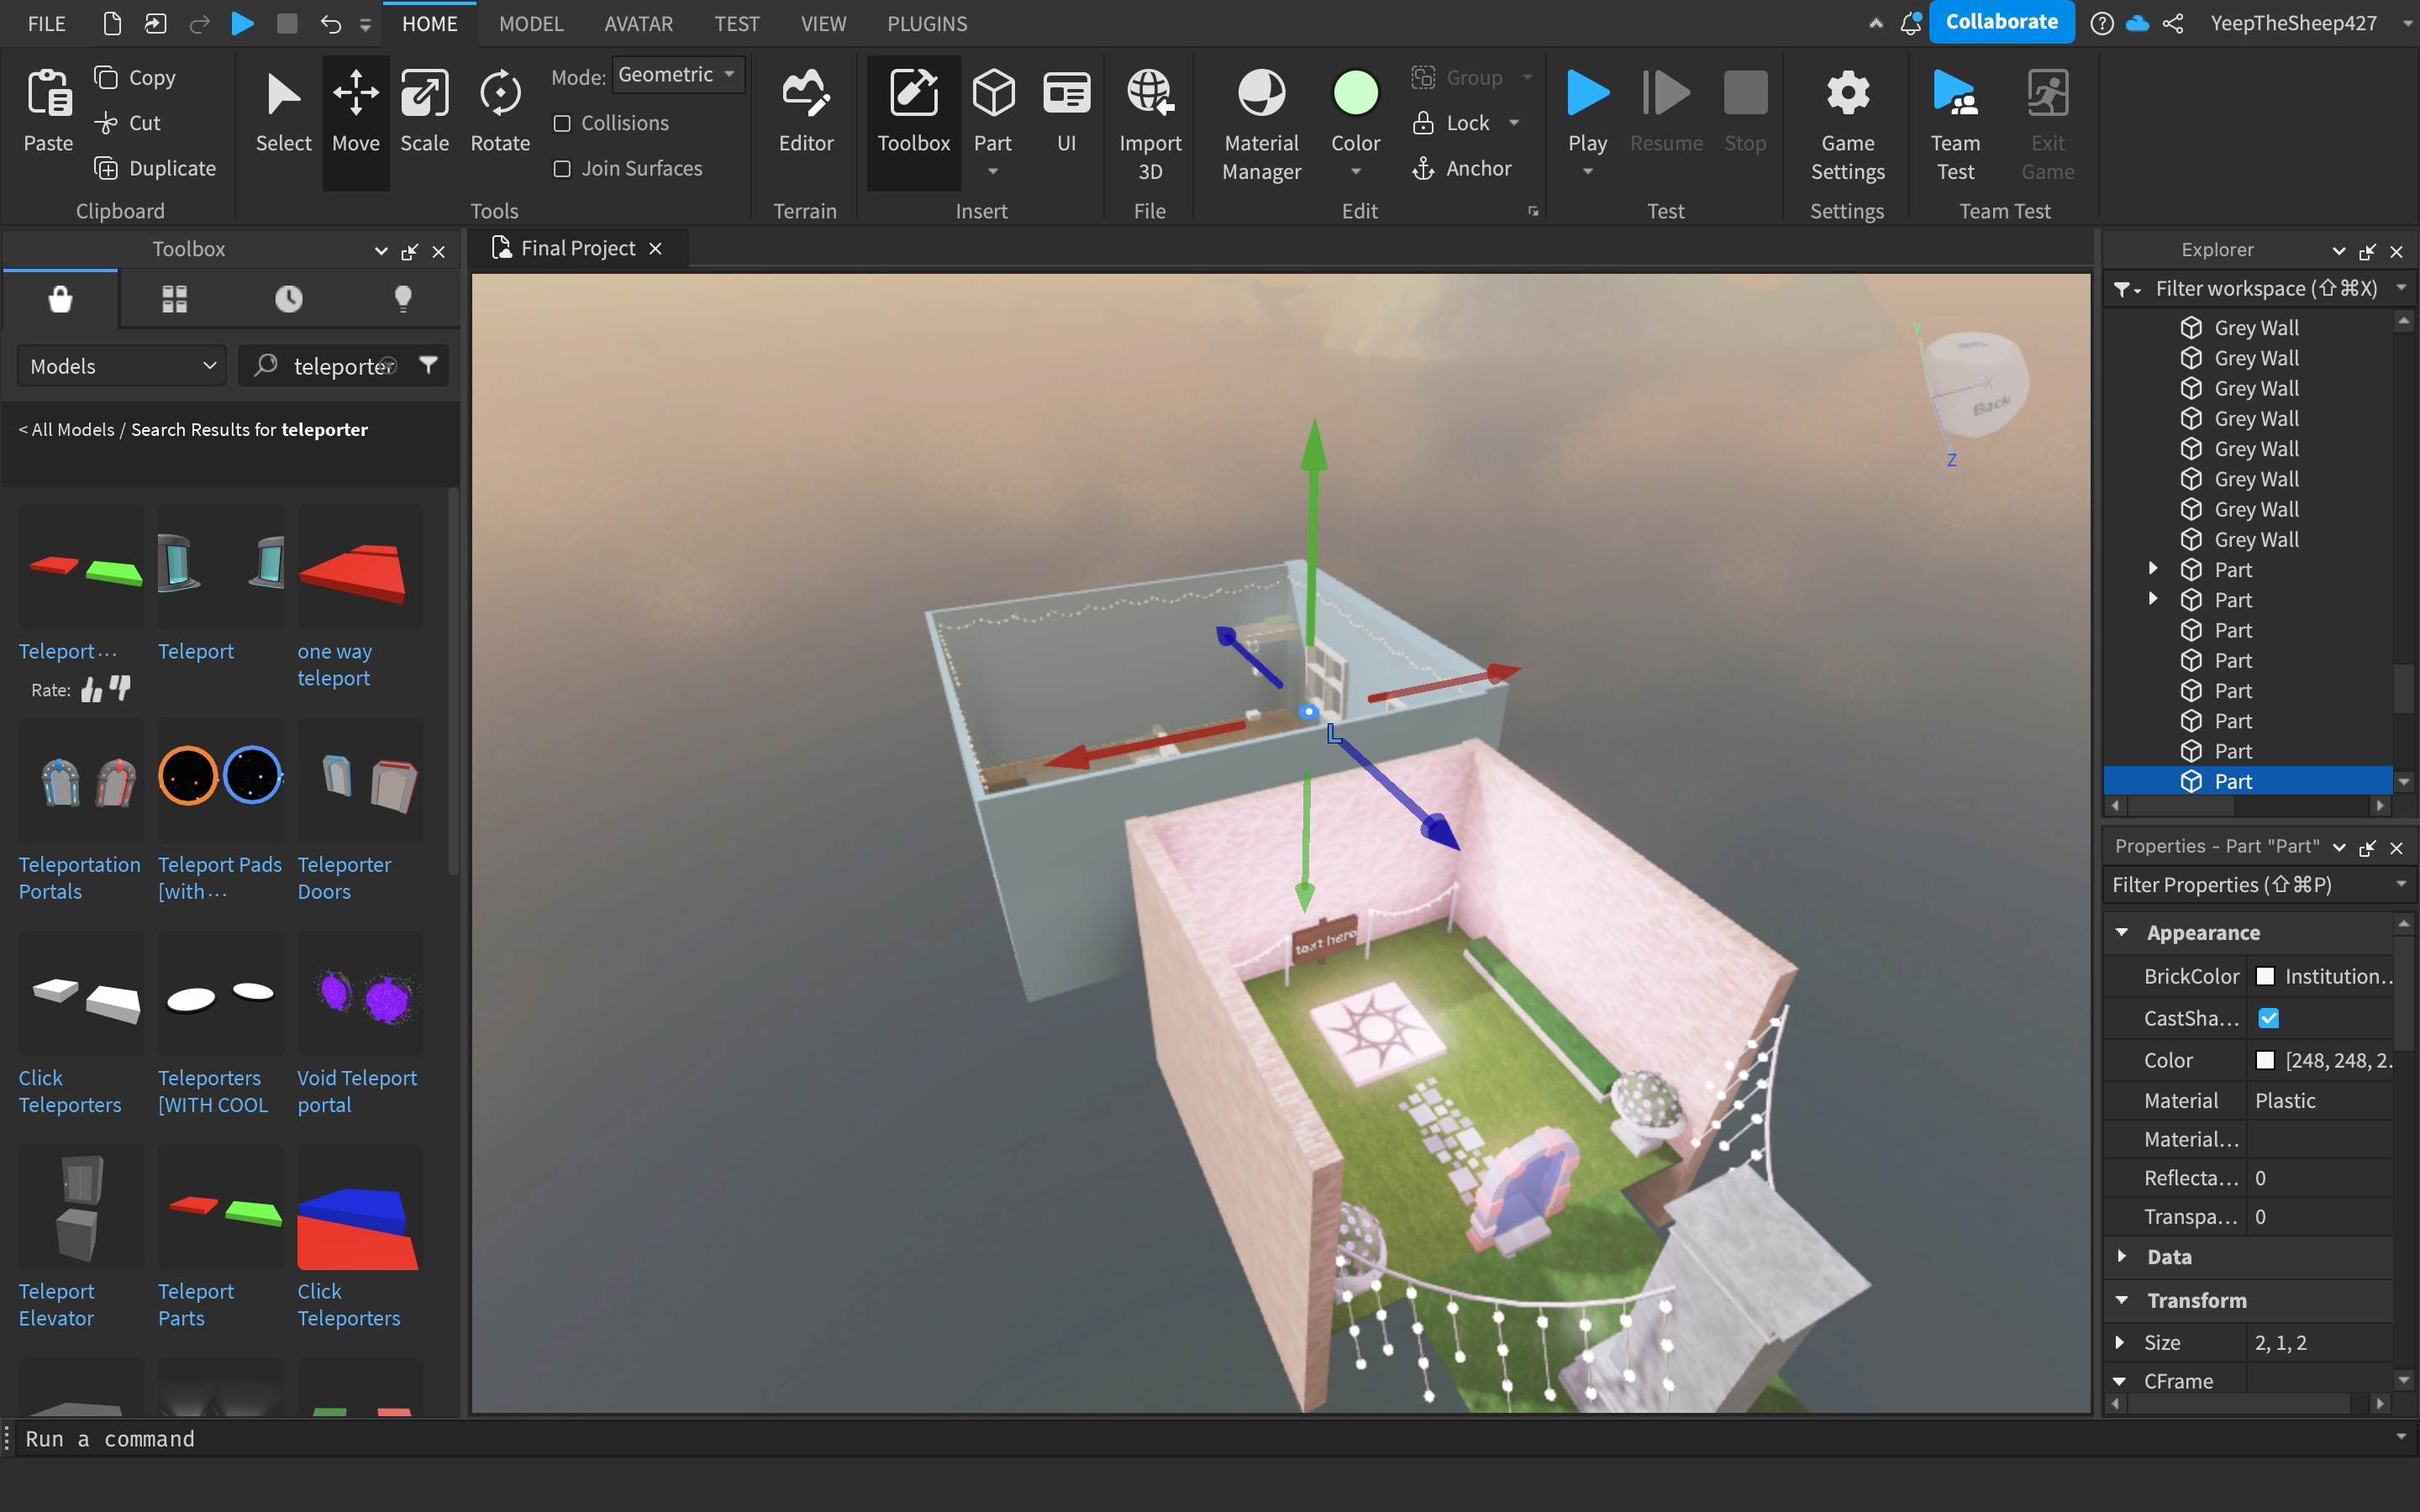 FILE HOME MODEL AVATAR TEST VIEW PLUGINS Collaborate YeepTheSheep427
Paste Copy Cut Duplicate Clipboard
Select Move Scale Rotate Mode: Geometric Collisions Join Surfaces Tools
Editor Terrain
Toolbox Part UI Insert
Import 3D File
Material Manager Color Group Lock Anchor Edit
Play Resume Stop Test
Game Settings Settings
Team Test Exit Game Team Test
Toolbox
Models teleporter
< All Models / Search Results for teleporter
Teleport... Teleport one way teleport
Rate:
Teleportation Portals Teleport Pads [with... Teleporter Doors
Click Teleporters Teleporters [WITH COOL Void Teleport portal
Teleport Elevator Teleport Parts Click Teleporters
Final Project
Y
X
Back
Z
text here
Explorer
Filter workspace (⇧⌘X)
Grey Wall
Grey Wall
Grey Wall
Grey Wall
Grey Wall
Grey Wall
Grey Wall
Grey Wall
Part
Part
Part
Part
Part
Part
Part
Part
Properties - Part "Part"
Filter Properties (⇧⌘P)
Appearance
BrickColor Institution...
CastSha...
Color [248, 248, 2.
Material Plastic
Material...
Reflecta... 0
Transpa... 0
Data
Transform
Size 2, 1, 2
CFrame
Run a command